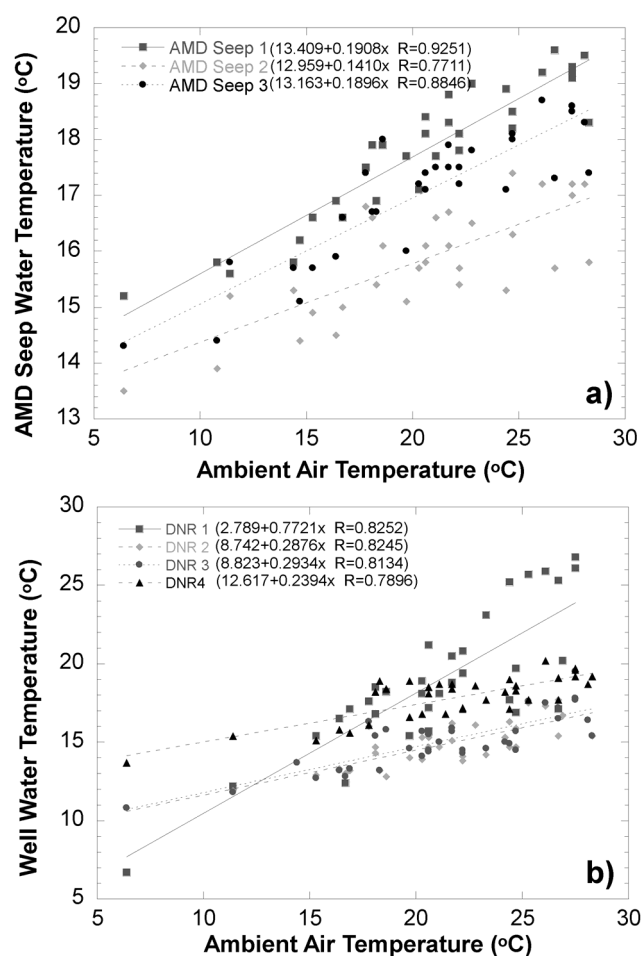 20
19
18
17
16
15
14
13
AMD Seep Water Temperature (oC)
AMD Seep 1 (13.409+0.1908x R=0.9251)
AMD Seep 2 (12.959+0.1410x R=0.7711)
AMD Seep 3 (13.163+0.1896x R=0.8846)
a)
5 10 15 20 25 30
Ambient Air Temperature (oC)
30
25
20
15
10
5
Well Water Temperature (oC)
DNR 1 (2.789+0.7721x R=0.8252)
DNR 2 (8.742+0.2876x R=0.8245)
DNR 3 (8.823+0.2934x R=0.8134)
DNR4 (12.617+0.2394x R=0.7896)
b)
5 10 15 20 25 30
Ambient Air Temperature (oC)